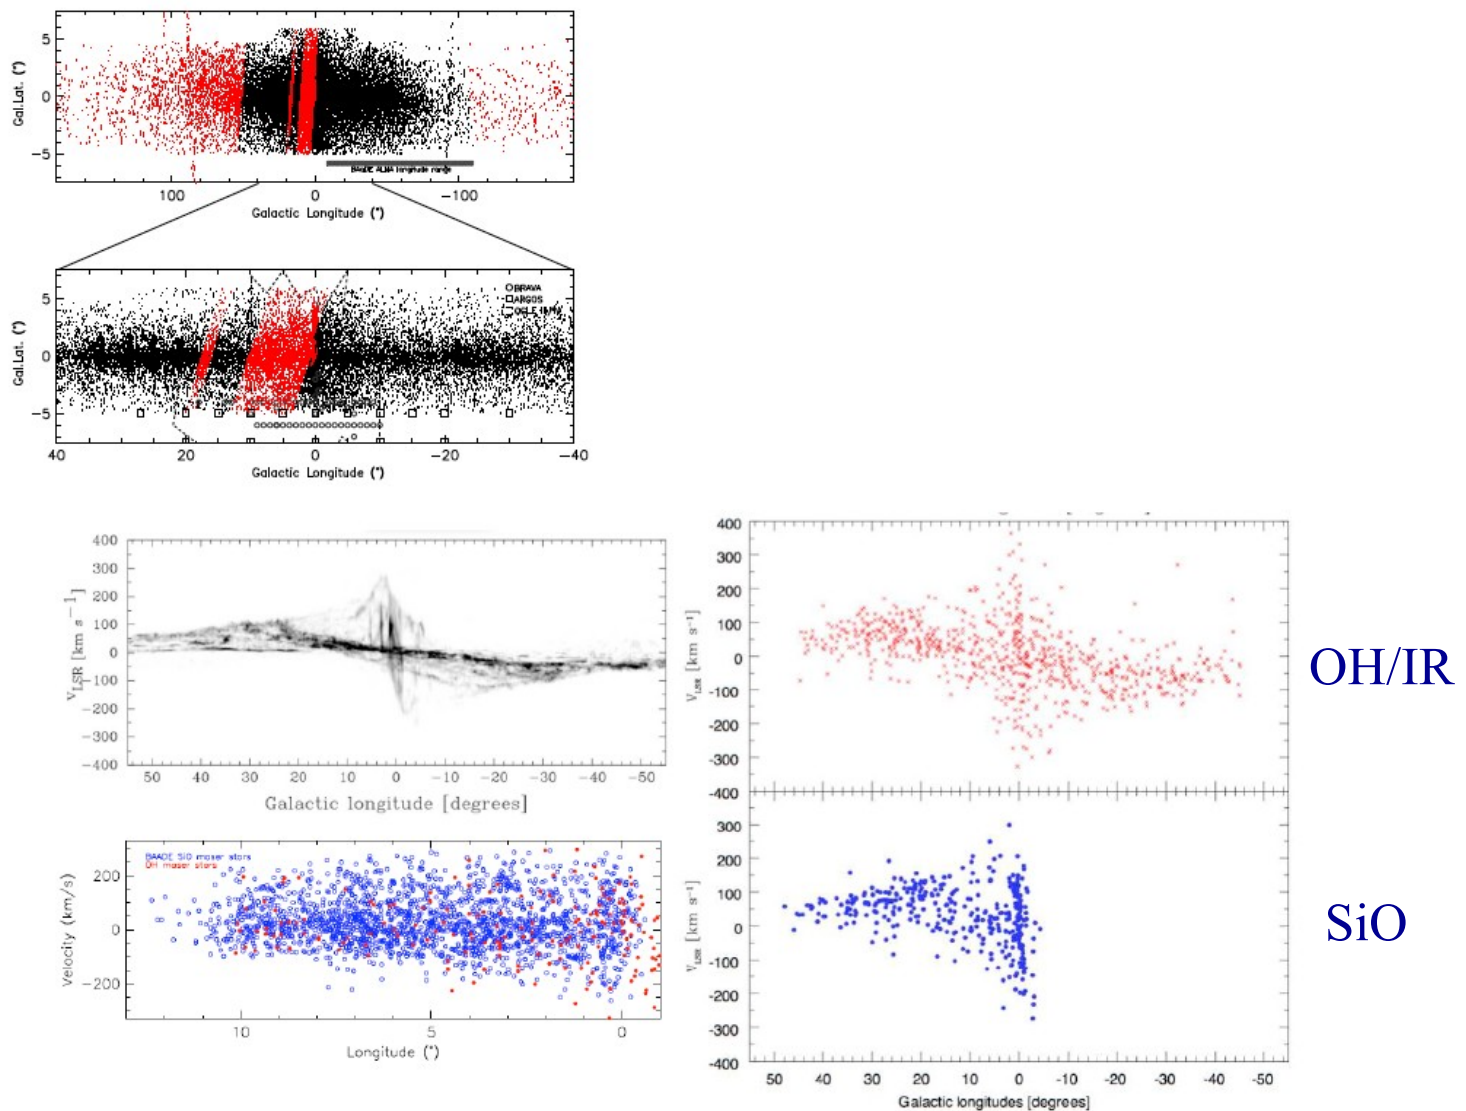 5
0
-5
Gal.Lat. (°)
BAaDE ALMA longitude range
100 0 -100
Galactic Longitude (°)
5
0
-5
Gal.Lat. (°)
BRAVA
ARGOS
40 20 0 -20 -40
Galactic Longitude (°)
400
300
200
100
0
-100
-200
-300
-400
V_LSR [km s⁻¹]
50 40 30 20 10 0 -10 -20 -30 -40 -50
Galactic longitude [degrees]
400
300
200
100
0
-100
-200
-300
-400
V_LSR [km s⁻¹]
OH/IR
BAADE SiO maser stars
OH maser stars
200
0
-200
Velocity (km/s)
10 5 0
Longitude (°)
300
200
100
0
-100
-200
-300
-400
V_LSR [km s⁻¹]
50 40 30 20 10 0 -10 -20 -30 -40 -50
Galactic longitudes [degrees]
SiO